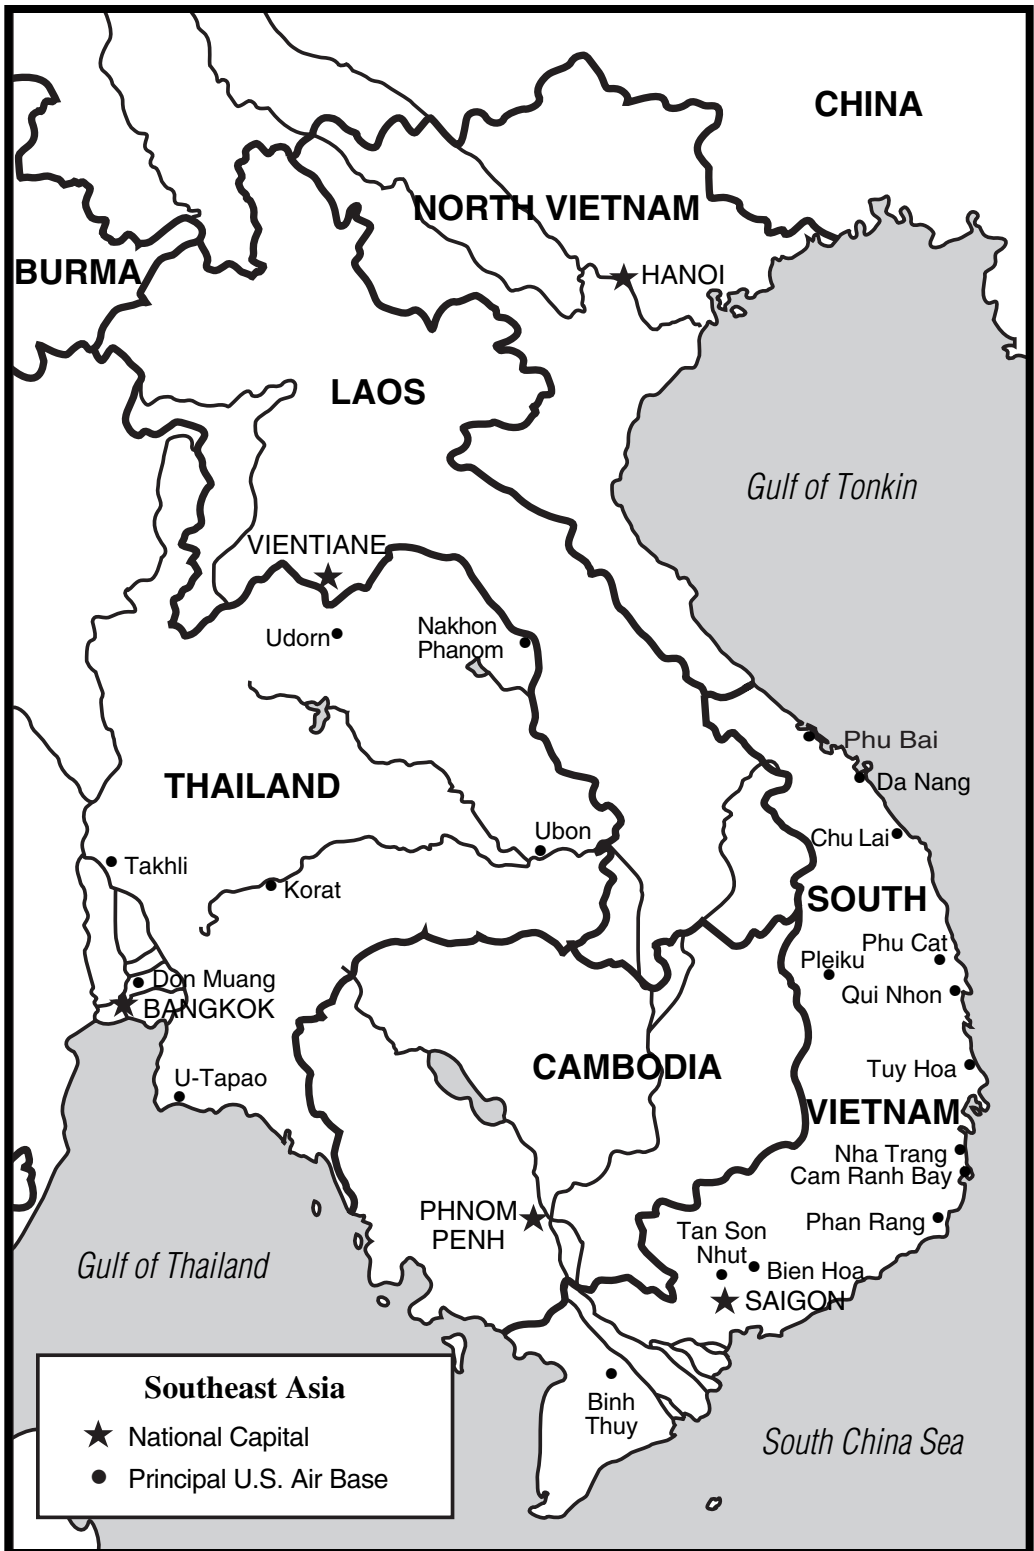 CHINA
NORTH VIETNAM
BURMA
HANOI
LAOS
Gulf of Tonkin
VIENTIANE
Udorn
Nakhon
Phanom
Phu Bai
Da Nang
THAILAND
Ubon
Chu Lai
Takhli
Korat
SOUTH
Phu Cat
Pleiku
Don Muang
Qui Nhon
BANGKOK
CAMBODIA
Tuy Hoa
U-Tapao
VIETNAM
Nha Trang
Cam Ranh Bay
PHNOM
PENH
Phan Rang
Tan Son
Nhut
Gulf of Thailand
Bien Hoa
SAIGON
Southeast Asia
National Capital
Principal U.S. Air Base
Binh
Thuy
South China Sea